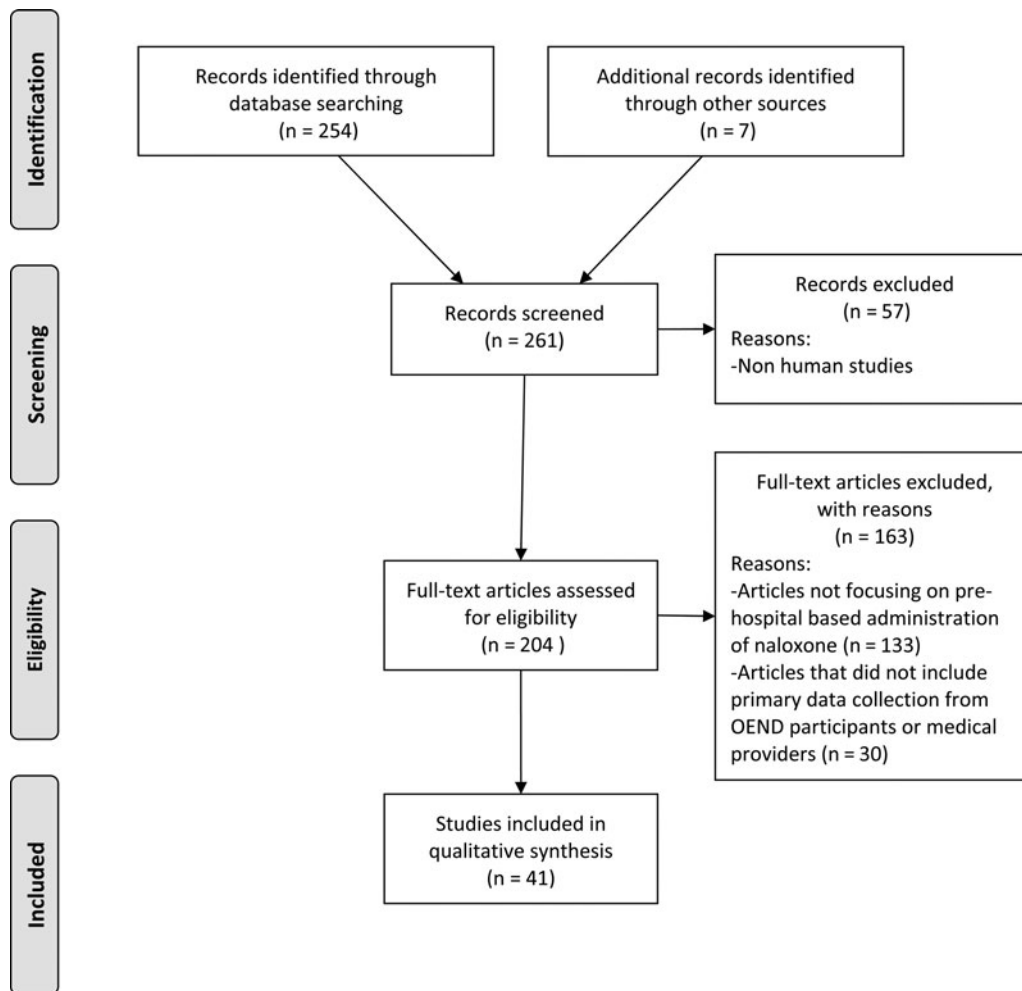 Identification
Records identified through
database searching
(n = 254)
Additional records identified
through other sources
(n = 7)
Screening
Records screened
(n = 261)
Records excluded
(n = 57)
Reasons:
-Non human studies
Eligibility
Full-text articles assessed
for eligibility
(n = 204 )
Full-text articles excluded,
with reasons
(n = 163)
Reasons:
-Articles not focusing on pre-
hospital based administration
of naloxone (n = 133)
-Articles that did not include
primary data collection from
OEND participants or medical
providers (n = 30)
Included
Studies included in
qualitative synthesis
(n = 41)